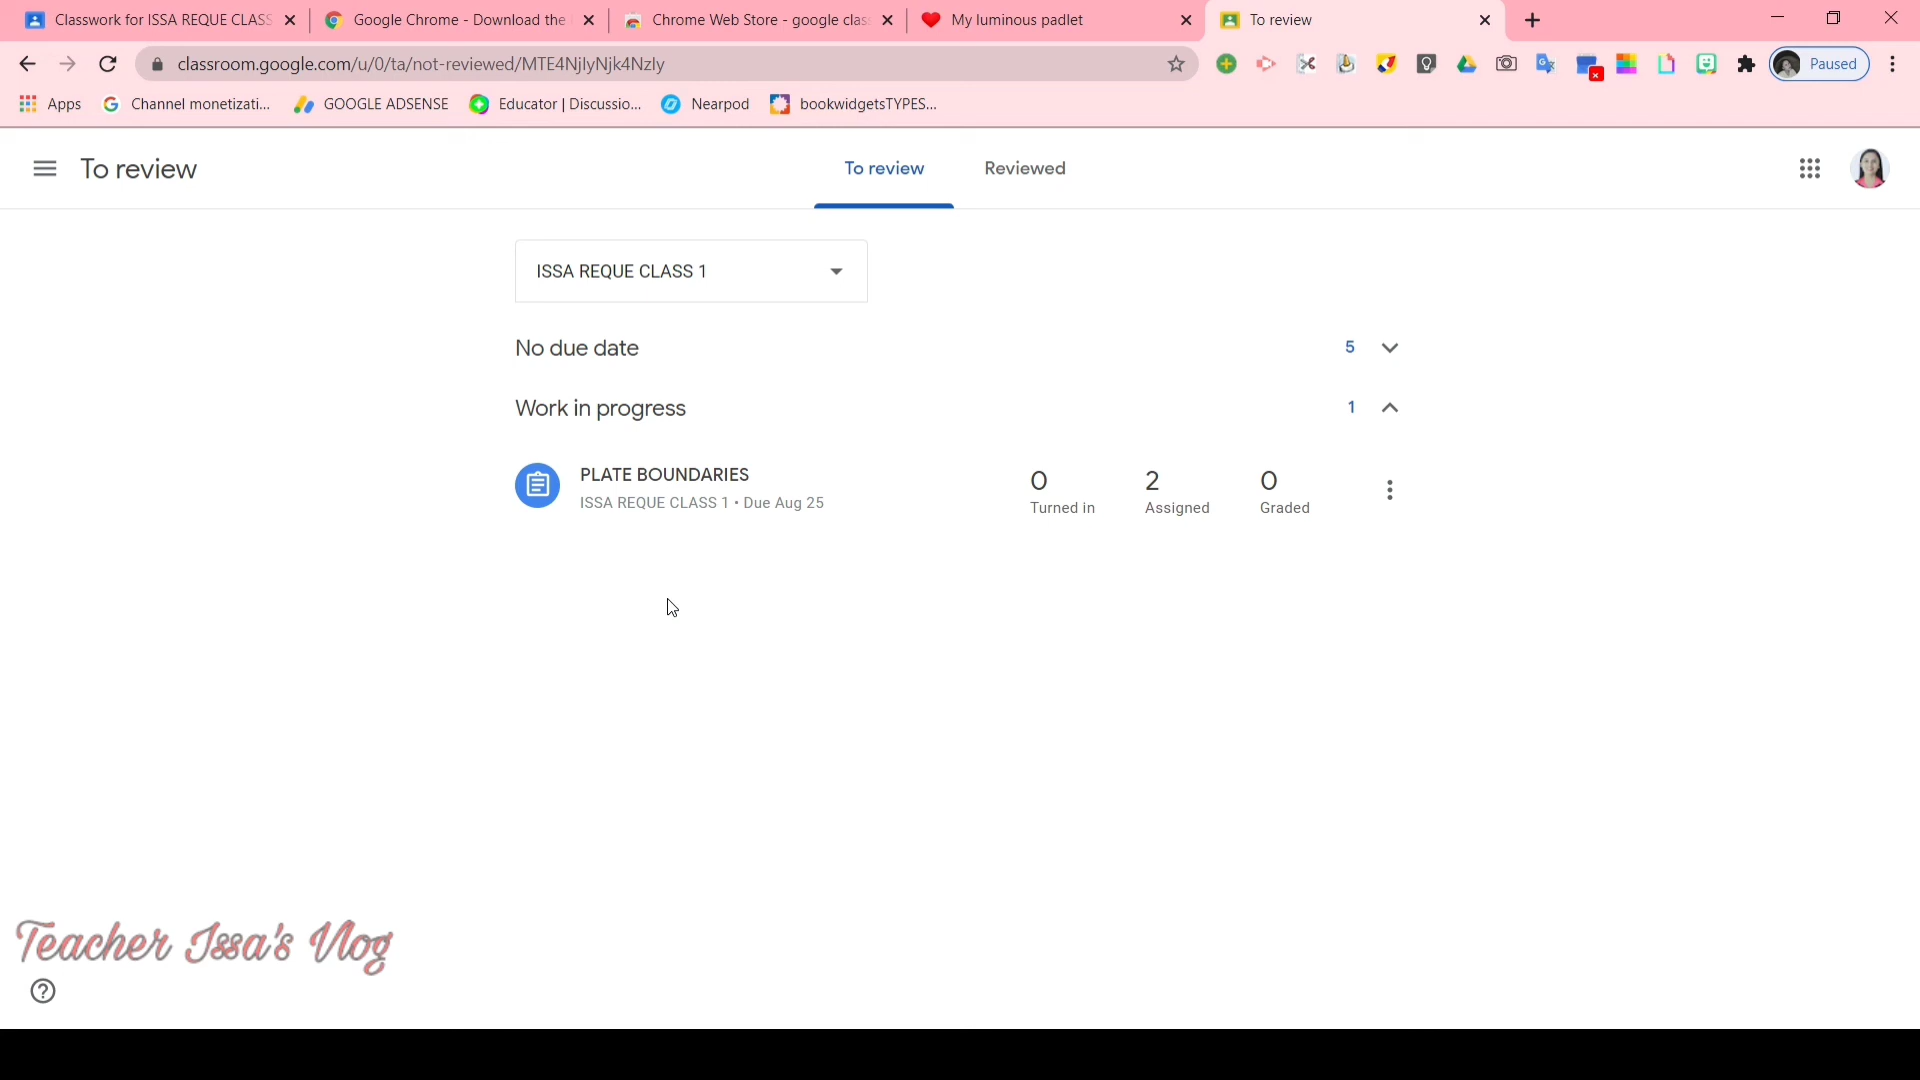 Classwork for ISSA REQUE CLASS
Google Chrome - Download the
Chrome Web Store - google clas
My luminous padlet
To review
classroom.google.com/u/0/ta/not-reviewed/MTE4NjIyNjk4NzIy
Paused
Apps
Channel monetizati...
GOOGLE ADSENSE
Educator | Discussio...
Nearpod
bookwidgetsTYPES...
To review
To review
Reviewed
ISSA REQUE CLASS 1
No due date
5
Work in progress
1
PLATE BOUNDARIES
ISSA REQUE CLASS 1 • Due Aug 25
0
Turned in
2
Assigned
0
Graded
Teacher Issa's Vlog